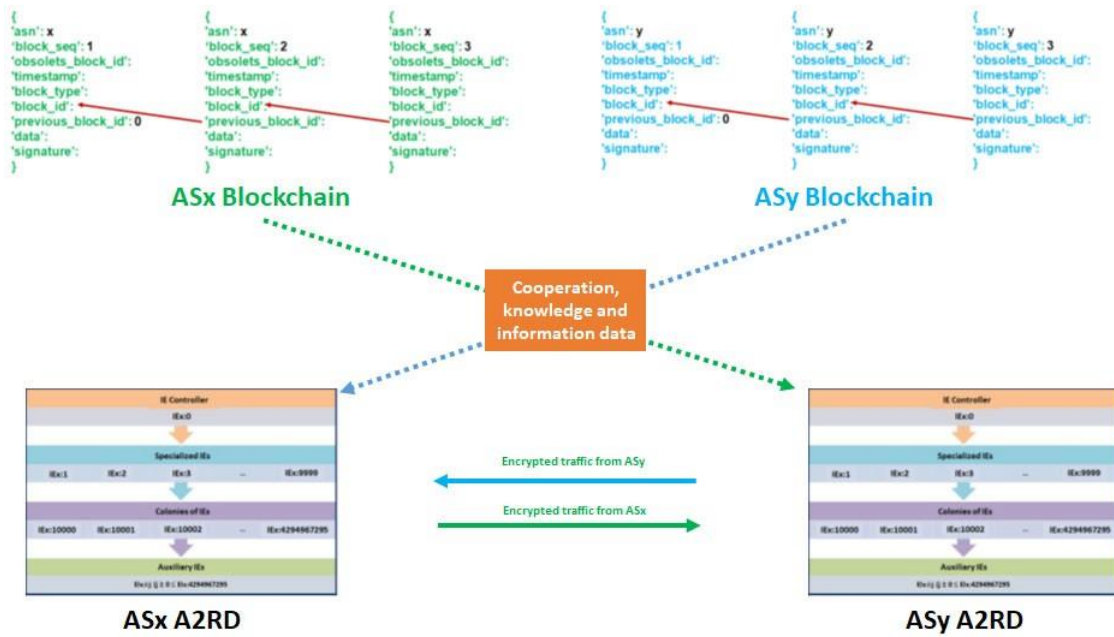 {
'asn': x
'block_seq': 1
'obsolets_block_id':
'timestamp':
'block_type':
'block_id':
'previous_block_id': 0
'data':
'signature':
}
{
'asn': x
'block_seq': 2
'obsolets_block_id':
'timestamp':
'block_type':
'block_id':
'previous_block_id':
'data':
'signature':
}
{
'asn': x
'block_seq': 3
'obsolets_block_id':
'timestamp':
'block_type':
'block_id':
'previous_block_id':
'data':
'signature':
}
{
'asn': y
'block_seq': 1
'obsolets_block_id':
'timestamp':
'block_type':
'block_id':
'previous_block_id': 0
'data':
'signature':
}
{
'asn': y
'block_seq': 2
'obsolets_block_id':
'timestamp':
'block_type':
'block_id':
'previous_block_id':
'data':
'signature':
}
{
'asn': y
'block_seq': 3
'obsolets_block_id':
'timestamp':
'block_type':
'block_id':
'previous_block_id':
'data':
'signature':
}
ASx Blockchain
ASy Blockchain
Cooperation,
knowledge and
information data
IE Controller
IEx:0
Specialized IEs
IEx:1 IEx:2 IEx:3 ... IEx:9999
Colonies of IEs
IEx:10000 IEx:10001 IEx:10002 ... IEx:4294967295
Auxiliary IEs
IEx:4294967295
ASx A2RD
Encrypted traffic from ASy
Encrypted traffic from ASx
IE Controller
IEx:0
Specialized IEs
IEx:1 IEx:2 IEx:3 ... IEx:9999
Colonies of IEs
IEx:10000 IEx:10001 IEx:10002 ... IEx:4294967295
Auxiliary IEs
IEx:4294967295
ASy A2RD